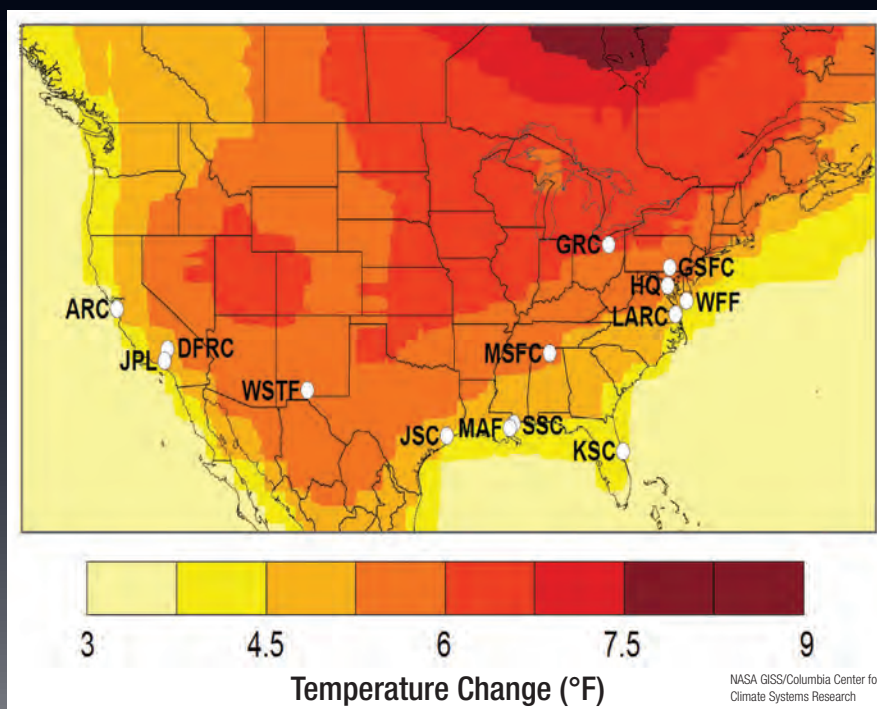 GRC
GSFC
HQ
WFF
ARC
LARC
DFRC
MSFC
JPL
WSTF
JSC
MAF
SSC
KSC
3
4.5
6
7.5
9
Temperature Change (°F)
NASA GISS/Columbia Center fo
Climate Systems Research